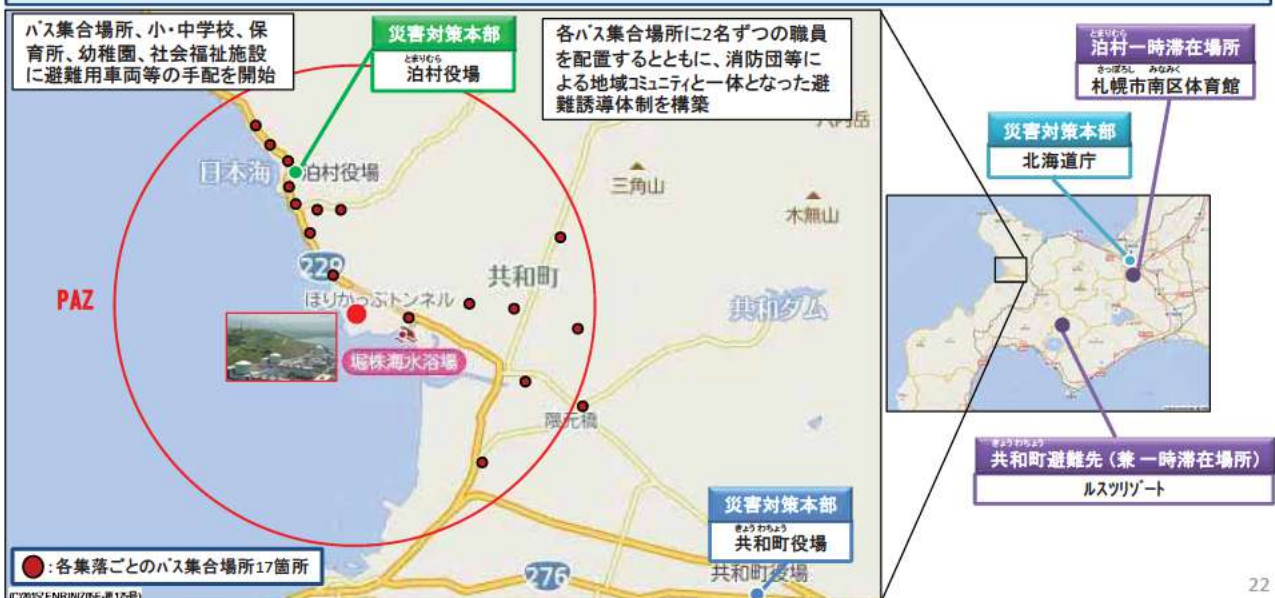 バス集合場所、小・中学校、保
育所、幼稚園、社会福祉施設
に避難用車両等の手配を開始
災害対策本部
とまりむら
泊村役場
各バス集合場所に2名ずつの職員
を配置するとともに、消防団等に
よる地域コミュニティと一体となった避
難誘導体制を構築
とまりむら
泊村一時滞在場所
さっぽろし みなみく
札幌市南区体育館
災害対策本部
北海道庁
日本海
泊村役場
三角山
木無山
229
共和町
PAZ
ほりかっぷトンネル
共和ダム
堀株海水浴場
隈元橋
きょうわちょう
共和町避難先(兼 一時滞在場所)
ルスツリゾート
災害対策本部
きょうわちょう
共和町役場
:各集落ごとのバス集合場所17箇所
276
共和町役場
22